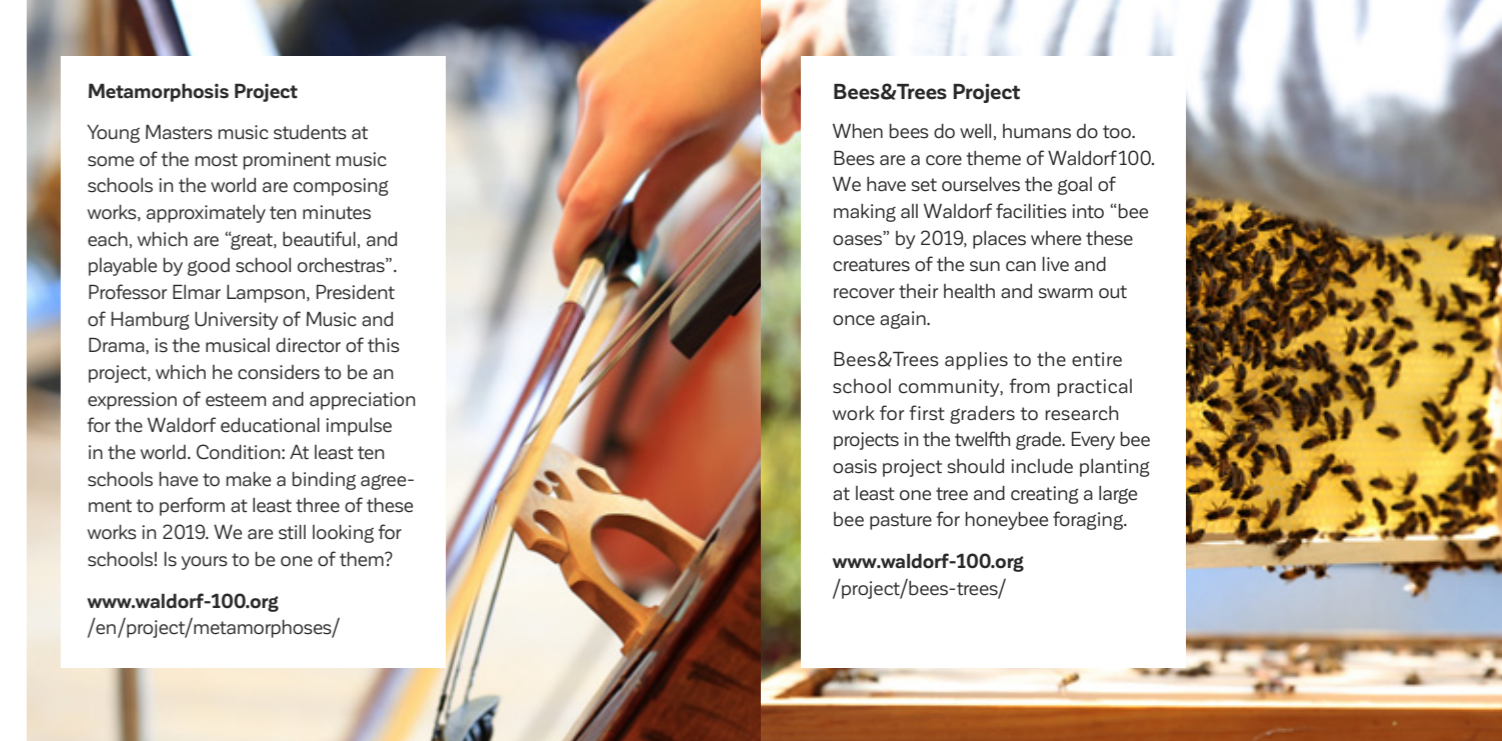 Metamorphosis Project
Young Masters music students at
some of the most prominent music
schools in the world are composing
works, approximately ten minutes
each, which are “great, beautiful, and
playable by good school orchestras”.
Professor Elmar Lampson, President
of Hamburg University of Music and
Drama, is the musical director of this
project, which he considers to be an
expression of esteem and appreciation
for the Waldorf educational impulse
in the world. Condition: At least ten
schools have to make a binding agree-
ment to perform at least three of these
works in 2019. We are still looking for
schools! Is yours to be one of them?
www.waldorf-100.org
/en/project/metamorphoses/
Bees&Trees Project
When bees do well, humans do too.
Bees are a core theme of Waldorf100.
We have set ourselves the goal of
making all Waldorf facilities into “bee
oases” by 2019, places where these
creatures of the sun can live and
recover their health and swarm out
once again.
Bees&Trees applies to the entire
school community, from practical
work for first graders to research
projects in the twelfth grade. Every bee
oasis project should include planting
at least one tree and creating a large
bee pasture for honeybee foraging.
www.waldorf-100.org
/project/bees-trees/